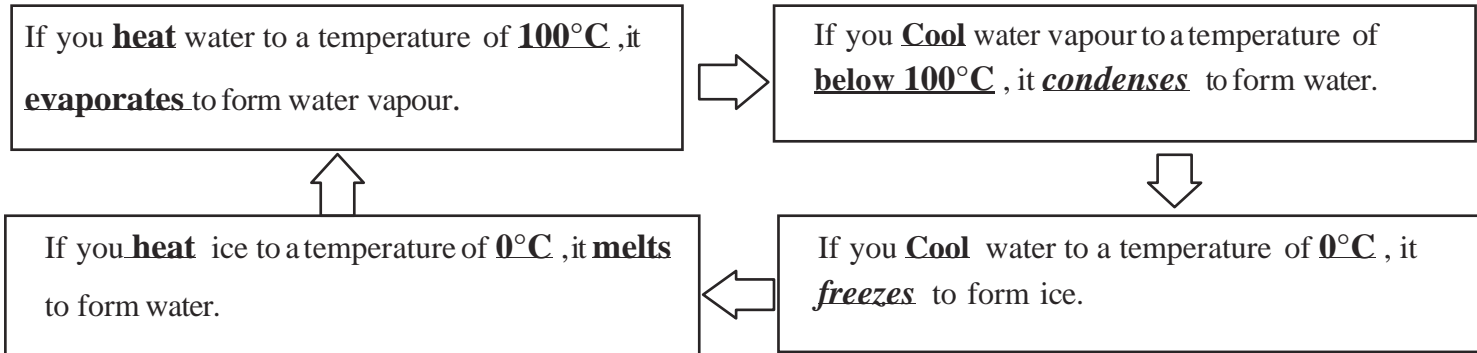 If you heat water to a temperature of 100°C ,it
evaporates to form water vapour.
If you Cool water vapour to a temperature of
below 100°C , it condenses to form water.
If you heat ice to a temperature of 0°C ,it melts
to form water.
If you Cool water to a temperature of 0°C , it
freezes to form ice.